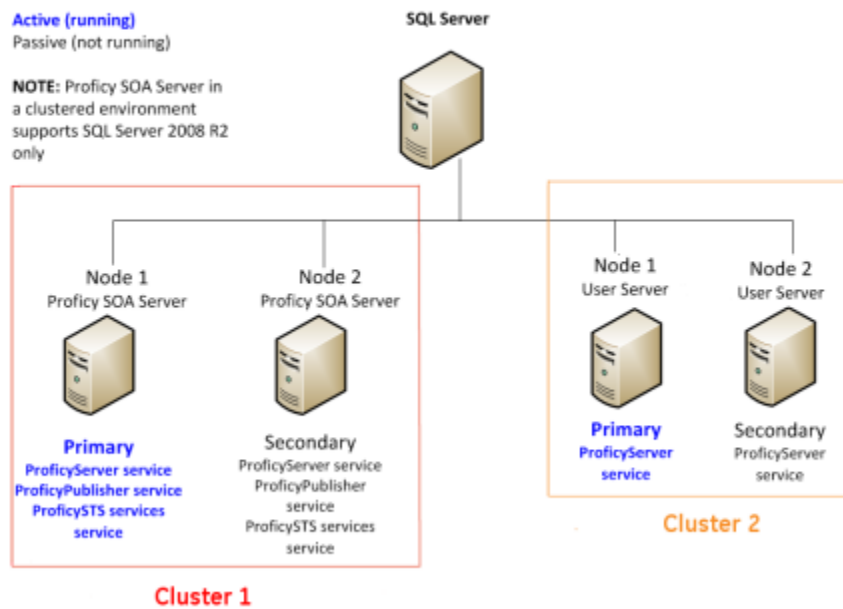 Active (running)
Passive (not running)
NOTE: Proficy SOA Server in
a clustered environment
supports SQL Server 2008 R2
only
SQL Server
Node 1
Proficy SOA Server
Primary
ProficyServer service
ProficyPublisher service
ProficySTS services
service
Node 2
Proficy SOA Server
Secondary
ProficyServer service
ProficyPublisher
service
ProficySTS services
service
Cluster 1
Node 1
User Server
Primary
ProficyServer
service
Node 2
User Server
Secondary
ProficyServer
service
Cluster 2